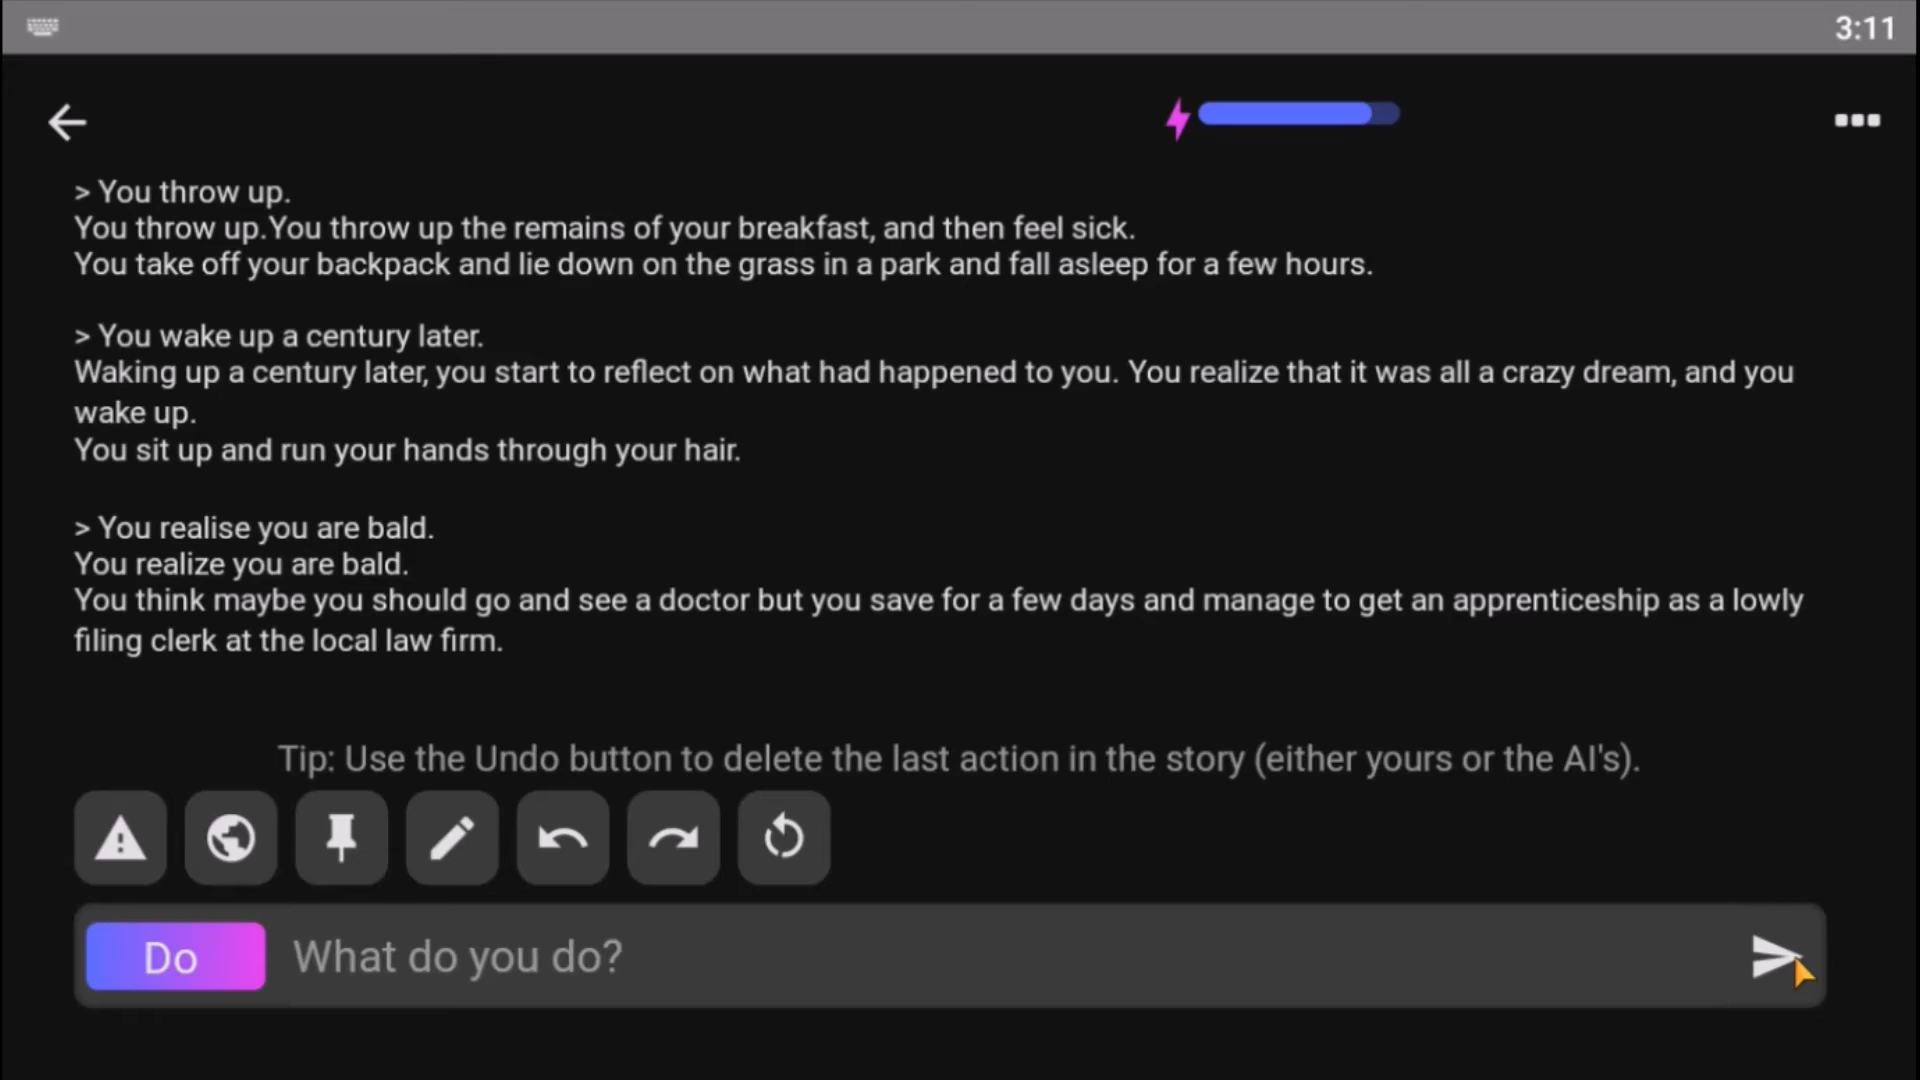 3:11
> You throw up.
You throw up.You throw up the remains of your breakfast, and then feel sick.
You take off your backpack and lie down on the grass in a park and fall asleep for a few hours.
> You wake up a century later.
Waking up a century later, you start to reflect on what had happened to you. You realize that it was all a crazy dream, and you
wake up.
You sit up and run your hands through your hair.
> You realise you are bald.
You realize you are bald.
You think maybe you should go and see a doctor but you save for a few days and manage to get an apprenticeship as a lowly
filing clerk at the local law firm.
Tip: Use the Undo button to delete the last action in the story (either yours or the AI's).
Do What do you do?